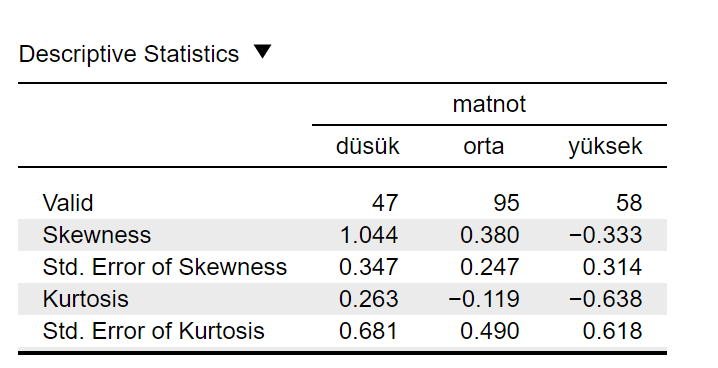 Descriptive Statistics ▼
matnot
düsük orta yüksek
Valid 47 95 58
Skewness 1.044 0.380 −0.333
Std. Error of Skewness 0.347 0.247 0.314
Kurtosis 0.263 −0.119 −0.638
Std. Error of Kurtosis 0.681 0.490 0.618